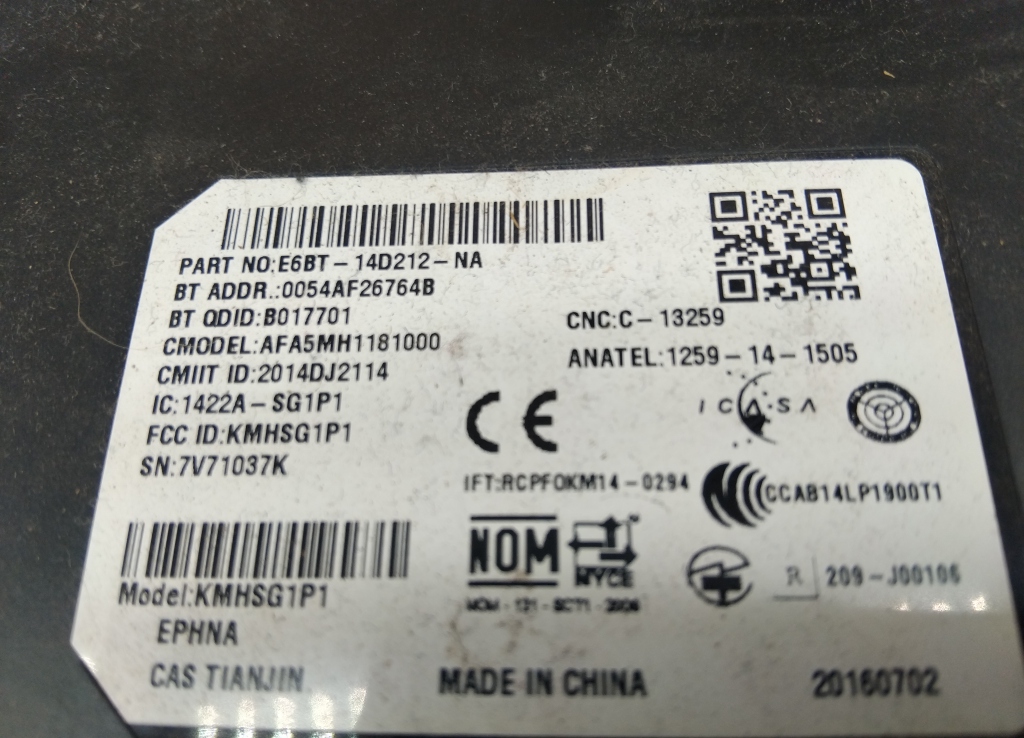 PART NO:E6BT-14D212-NA
BT ADDR.:0054AF26764B
BT QDID:B017701
CNC:C-13259
CMODEL:AFA5MH1181000
ANATEL:1259-14-1505
CMIIT ID:2014DJ2114
IC:1422A-SG1P1
CE
ICASA
FCC ID:KMHSG1P1
SN:7V71037K
IFT:RCPFOKM14-0294
CCAB14LP1900T1
NOM
NYCE
R 209-J00106
Model:KMHSG1P1
EPHNA
CAS TIANJIN
MADE IN CHINA
20160702